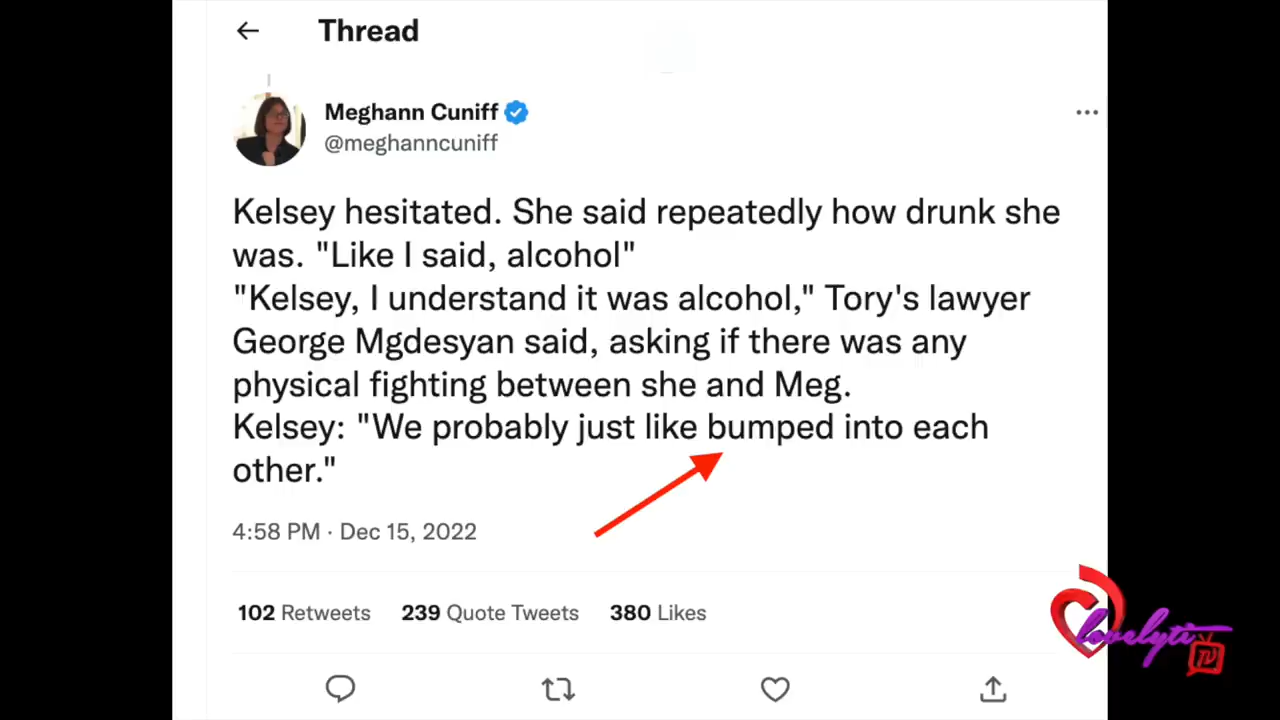 Thread
Meghann Cuniff
@meghanncuniff
Kelsey hesitated. She said repeatedly how drunk she
was. "Like I said, alcohol"
"Kelsey, I understand it was alcohol," Tory's lawyer
George Mgdesyan said, asking if there was any
physical fighting between she and Meg.
Kelsey: "We probably just like bumped into each
other."
4:58 PM · Dec 15, 2022
102 Retweets 239 Quote Tweets 380 Likes
lovelyti
TV